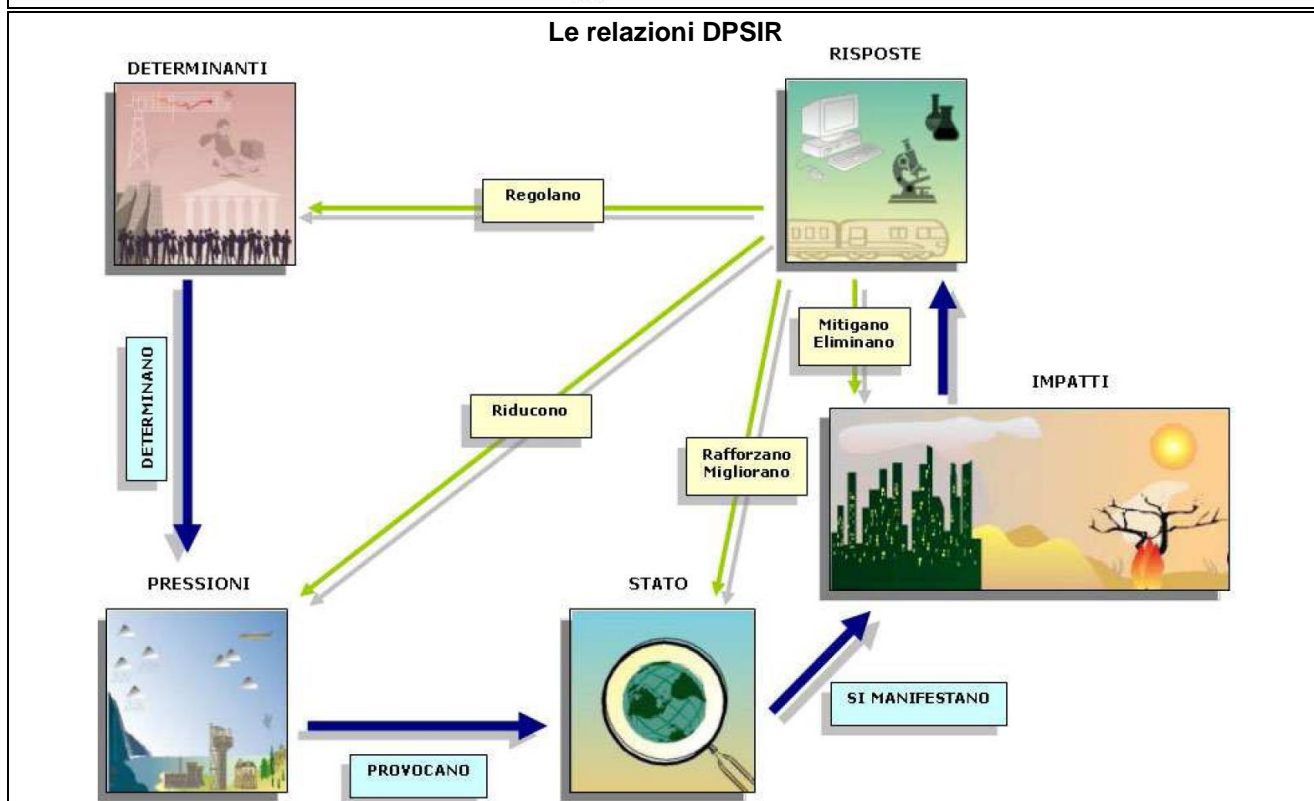 Le relazioni DPSIR
DETERMINANTI
RISPOSTE
Regolano
Mitigano
Eliminano
DETERMINANO
IMPATTI
Riducono
Rafforzano
Migliorano
PRESSIONI
STATO
SI MANIFESTANO
PROVOCANO